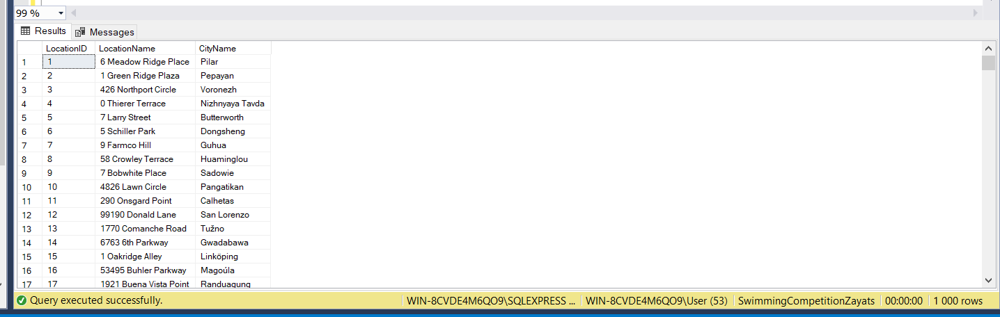 99 %
Results Messages
LocationID LocationName CityName
1 1 6 Meadow Ridge Place Pilar
2 2 1 Green Ridge Plaza Pepayan
3 3 426 Northport Circle Voronezh
4 4 0 Thierer Terrace Nizhnyaya Tavda
5 5 7 Larry Street Butterworth
6 6 5 Schiller Park Dongsheng
7 7 9 Farmco Hill Guhua
8 8 58 Crowley Terrace Huaminglou
9 9 7 Bobwhite Place Sadowie
10 10 4826 Lawn Circle Pangatikan
11 11 290 Onsgard Point Calhetas
12 12 99190 Donald Lane San Lorenzo
13 13 1770 Comanche Road Tužno
14 14 6763 6th Parkway Gwadabawa
15 15 1 Oakridge Alley Linköping
16 16 53495 Buhler Parkway Magoúla
17 17 1921 Buena Vista Point Randuagung
Query executed successfully. WIN-8CVDE4M6QO9\SQLEXPRESS ... WIN-8CVDE4M6QO9\User (53) SwimmingCompetitionZayats 00:00:00 1 000 rows